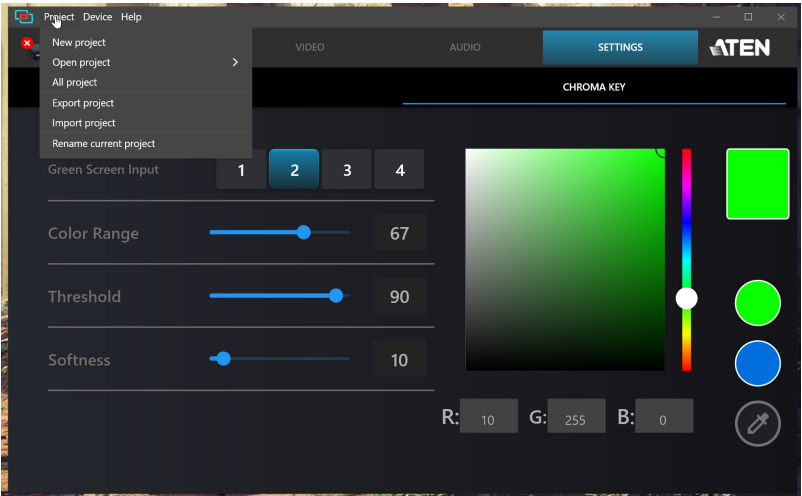 Project Device Help
New project
Open project
All project
Export project
Import project
Rename current project
VIDEO
AUDIO
SETTINGS
ATEN
CHROMA KEY
Green Screen Input
1 2 3 4
Color Range 67
Threshold 90
Softness 10
R: 10 G: 255 B: 0